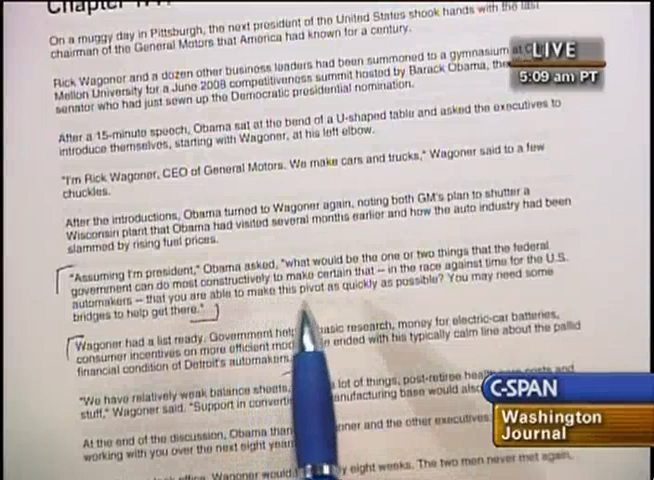 Chapter
On a muggy day in Pittsburgh, the next president of the United States shook hands with the last
chairman of the General Motors that America had known for a century.
Rick Wagoner and a dozen other business leaders had been summoned to a gymnasium at
Mellon University for a June 2008 competitiveness summit hosted by Barack Obama, the
senator who had just sewn up the Democratic presidential nomination.
After a 15-minute speech, Obama sat at the bend of a U-shaped table and asked the executives to
introduce themselves, starting with Wagoner, at his left elbow.
"I'm Rick Wagoner, CEO of General Motors. We make cars and trucks," Wagoner said to a few
chuckles.
After the introductions, Obama turned to Wagoner again, noting both GM's plan to shutter a
Wisconsin plant that Obama had visited several months earlier and how the auto industry had been
slammed by rising fuel prices.
"Assuming I'm president," Obama asked, "what would be the one or two things that the federal
government can do most constructively to make certain that – in the race against time for the U.S.
automakers – that you are able to make this pivot as quickly as possible? You may need some
bridges to help get there."
Wagoner had a list ready. Government help basic research, money for electric-car batteries,
consumer incentives on more efficient mod n ended with his typically calm line about the pallid
financial condition of Detroit's automakers.
"We have relatively weak balance sheets, lot of things, post-retiree health costs and
stuff," Wagoner said. "Support in converti nufacturing base would also
At the end of the discussion, Obama than oner and the other executives:
working with you over the next eight year
office, Wagoner would y eight weeks. The two men never met again,
LIVE
5:09 am PT
C-SPAN
Washington
Journal